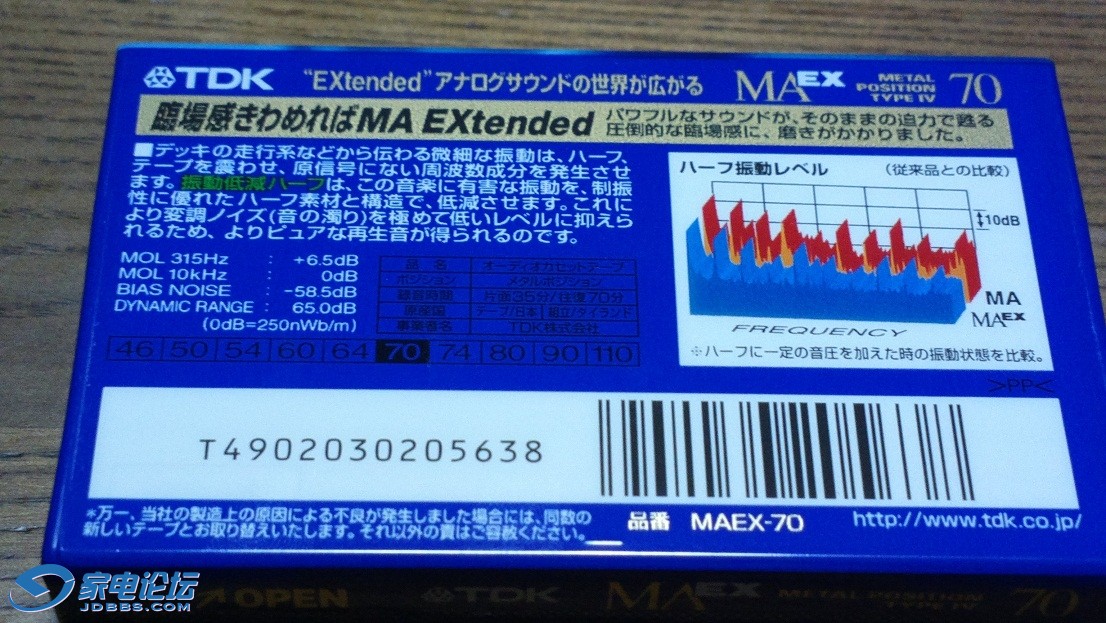 TDK "EXtended"アナログサウンドの世界が広がる MAEX METAL POSITION TYPE IV 70
臨場感きわめればMA EXtended
パワフルなサウンドが、そのままの迫力で甦る
圧倒的な臨場感に、磨きがかかりました。
■デッキの走行系などから伝わる微細な振動は、ハーフ、
テープを震わせ、原信号にない周波数成分を発生させ
ます。振動低減ハーフは、この音楽に有害な振動を、制振
性に優れたハーフ素材と構造で、低減させます。これに
より変調ノイズ(音の濁り)を極めて低いレベルに抑えら
れるため、よりピュアな再生音が得られるのです。
MOL 315Hz : +6.5dB
MOL 10kHz : 0dB
BIAS NOISE : -58.5dB
DYNAMIC RANGE : 65.0dB
(0dB=250nWb/m)
品名 オーディオカセットテープ
ポジション メタルポジション
録音時間 片面35分/往復70分
原産国 テープ/日本 組立/タイランド
事業者名 TDK株式会社
46 50 54 60 64 70 74 80 90 110
ハーフ振動レベル (従来品との比較)
10dB
MA
MAEX
FREQUENCY
※ハーフに一定の音圧を加えた時の振動状態を比較。
>PP<
T4902030205638
*万一、当社の製造上の原因による不良が発生しました場合には、同数の
新しいテープとお取り替えいたします。それ以外の責はご容赦ください。
品番 MAEX-70
http://www.tdk.co.jp/
OPEN TDK MAEX METAL POSITION TYPE IV 70
家电论坛
JDBBS.COM